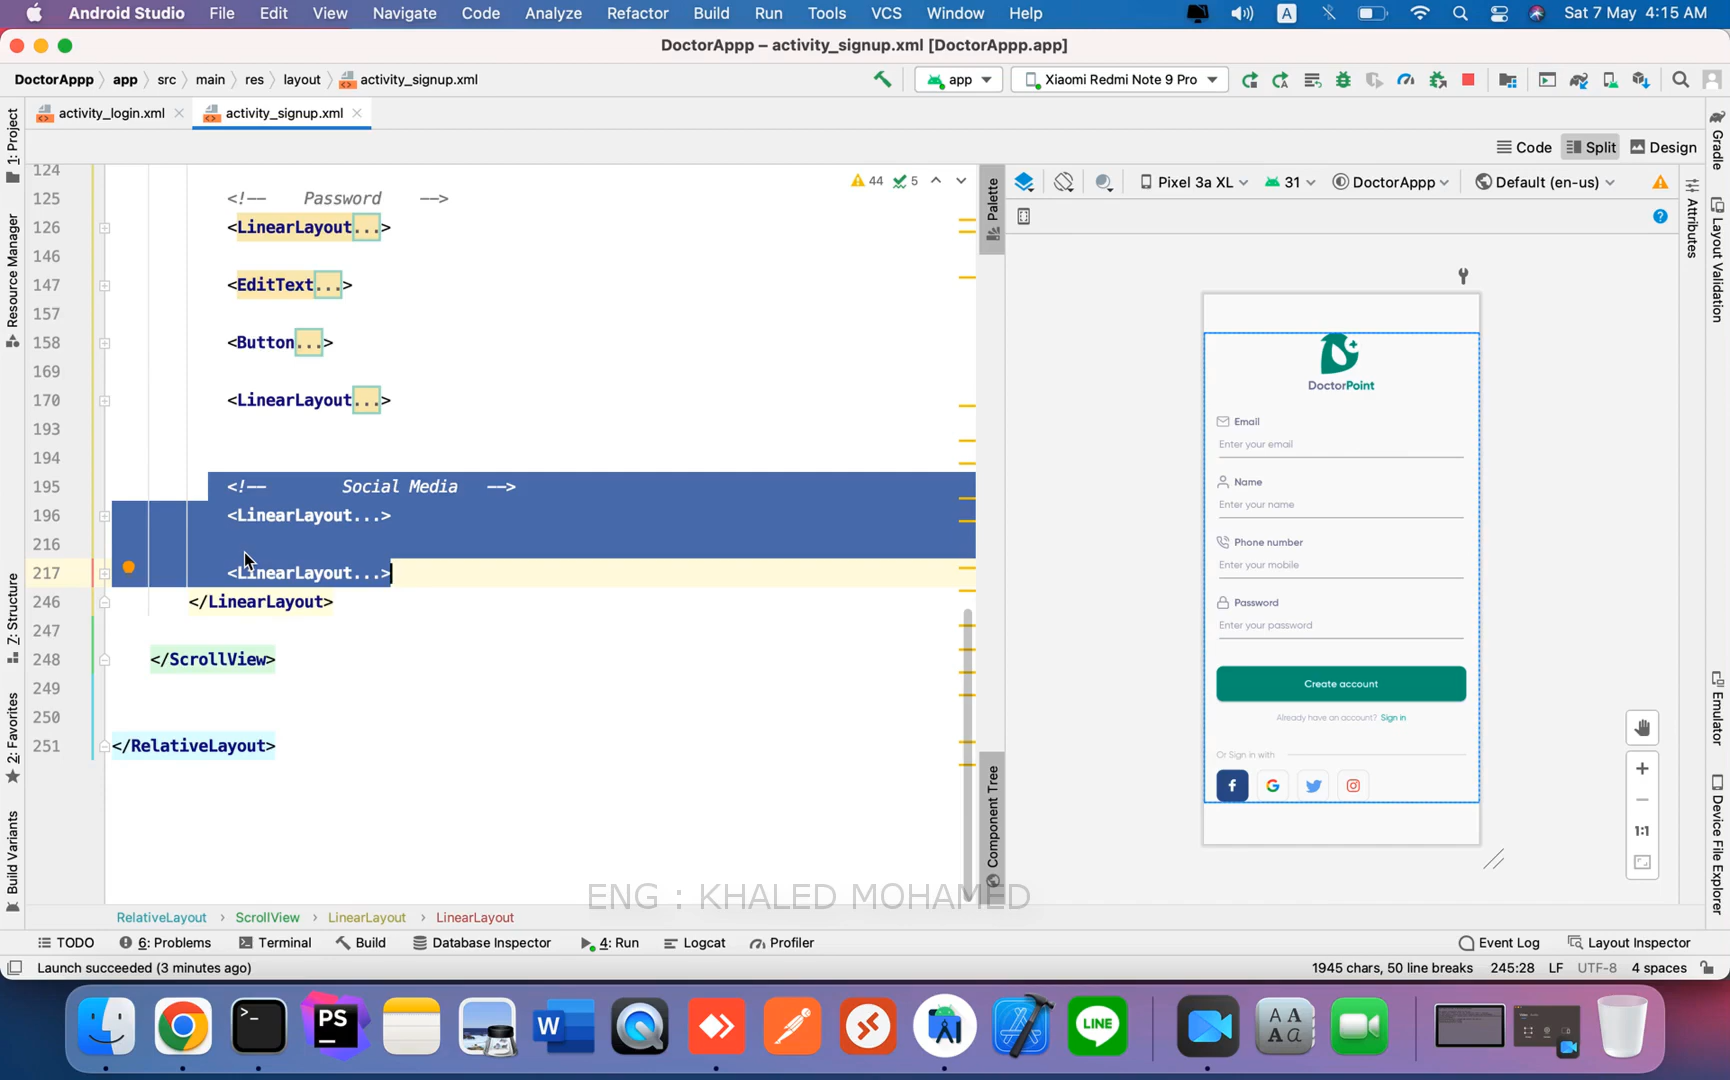 Android Studio File Edit View Navigate Code Analyze Refactor Build Run Tools VCS Window Help A Sat 7 May 4:15 AM
DoctorAppp – activity_signup.xml [DoctorAppp.app]
DoctorAppp app src main res layout activity_signup.xml app Xiaomi Redmi Note 9 Pro
activity_login.xml activity_signup.xml
Code Split Design
1: Project
Resource Manager
7: Structure
2: Favorites
Build Variants
124
125 <!-- Password -->
126 <LinearLayout...>
146
147 <EditText...>
157
158 <Button...>
169
170 <LinearLayout...>
193
194
195 <!-- Social Media -->
196 <LinearLayout...>
216
217 <LinearLayout...>
246 </LinearLayout>
247
248 </ScrollView>
249
250
251 </RelativeLayout>
44 5
Palette
Component Tree
Pixel 3a XL 31 DoctorAppp Default (en-us)
?
DoctorPoint
Email
Enter your email
Name
Enter your name
Phone number
Enter your mobile
Password
Enter your password
Create account
Already have an account? Sign in
Or Sign in with
f G
1:1
Gradle
Attributes
Layout Validation
Emulator
Device File Explorer
ENG : KHALED MOHAMED
RelativeLayout › ScrollView › LinearLayout › LinearLayout
TODO 6: Problems Terminal Build Database Inspector 4: Run Logcat Profiler Event Log Layout Inspector
Launch succeeded (3 minutes ago) 1945 chars, 50 line breaks 245:28 LF UTF-8 4 spaces
>_ PS W LINE A A A a